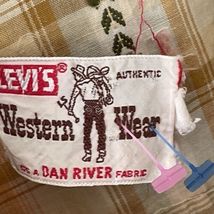 LEVI'S®
AUTHENTIC
Western Wear
DAN RIVER FABRIC